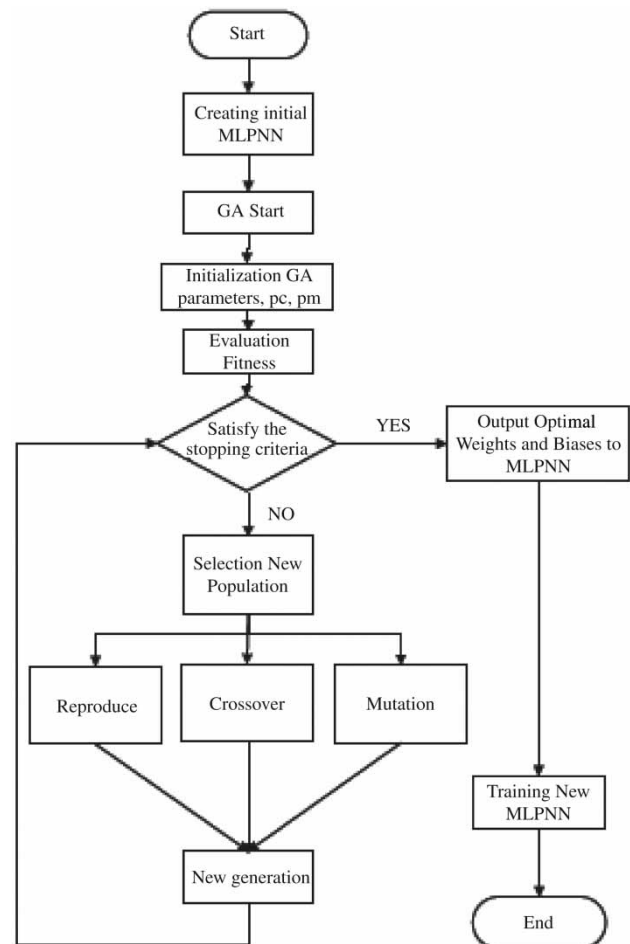 Start
Creating initial
MLPNN
GA Start
Initialization GA
parameters, pc, pm
Evaluation
Fitness
Satisfy the
stopping criteria
YES
Output Optimal
Weights and Biases to
MLPNN
NO
Selection New
Population
Reproduce
Crossover
Mutation
Training New
MLPNN
New generation
End